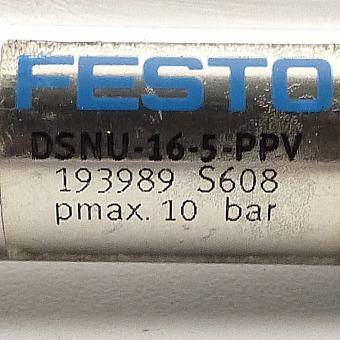 FESTO
DSNU-16-5-PPV
193989 S608
pmax. 10 bar